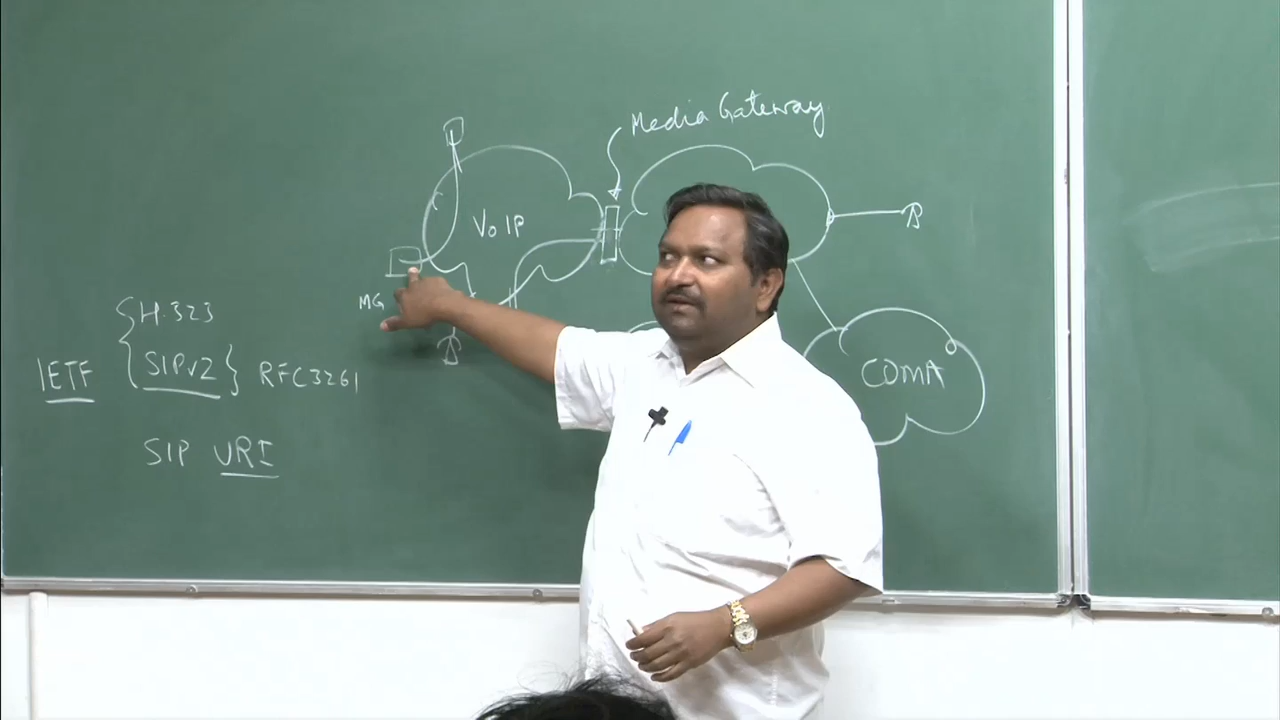 Media Gateway
VoIP
MG
H.323
IETF SIPv2 RFC3261
CDMA
SIP URI